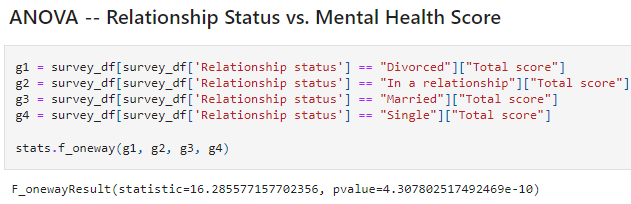 ANOVA -- Relationship Status vs. Mental Health Score
g1 = survey_df[survey_df['Relationship status'] == "Divorced"]["Total score"]
g2 = survey_df[survey_df['Relationship status'] == "In a relationship"]["Total score"]
g3 = survey_df[survey_df['Relationship status'] == "Married"]["Total score"]
g4 = survey_df[survey_df['Relationship status'] == "Single"]["Total score"]
stats.f_oneway(g1, g2, g3, g4)
F_onewayResult(statistic=16.285577157702356, pvalue=4.307802517492469e-10)